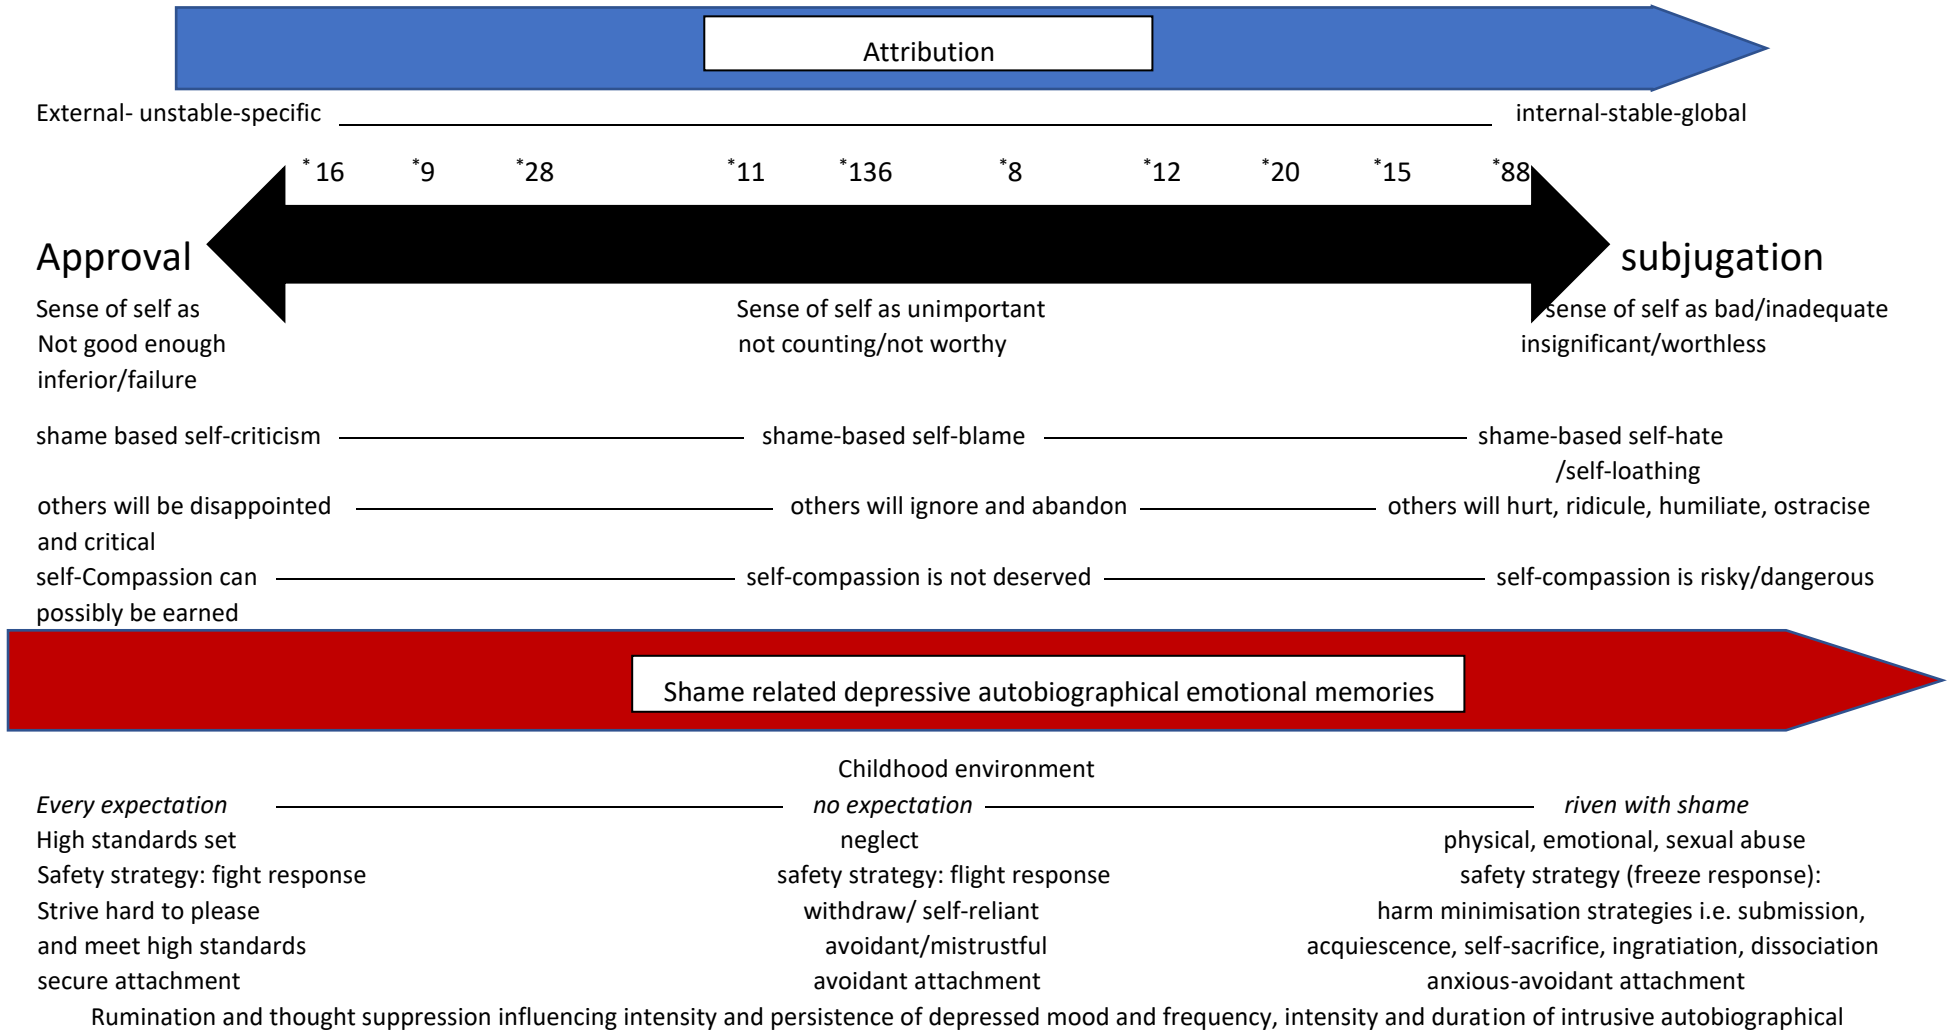 Attribution
External- unstable-specific internal-stable-global
*16 *9 *28 *11 *136 *8 *12 *20 *15 *88
Approval subjugation
Sense of self as Sense of self as unimportant sense of self as bad/inadequate
Not good enough not counting/not worthy insignificant/worthless
inferior/failure
shame based self-criticism shame-based self-blame shame-based self-hate
/self-loathing
others will be disappointed others will ignore and abandon others will hurt, ridicule, humiliate, ostracise
and critical
self-Compassion can self-compassion is not deserved self-compassion is risky/dangerous
possibly be earned
Shame related depressive autobiographical emotional memories
Childhood environment
Every expectation no expectation riven with shame
High standards set neglect physical, emotional, sexual abuse
Safety strategy: fight response safety strategy: flight response safety strategy (freeze response):
Strive hard to please withdraw/ self-reliant harm minimisation strategies i.e. submission,
and meet high standards avoidant/mistrustful acquiescence, self-sacrifice, ingratiation, dissociation
secure attachment avoidant attachment anxious-avoidant attachment
Rumination and thought suppression influencing intensity and persistence of depressed mood and frequency, intensity and duration of intrusive autobiographical